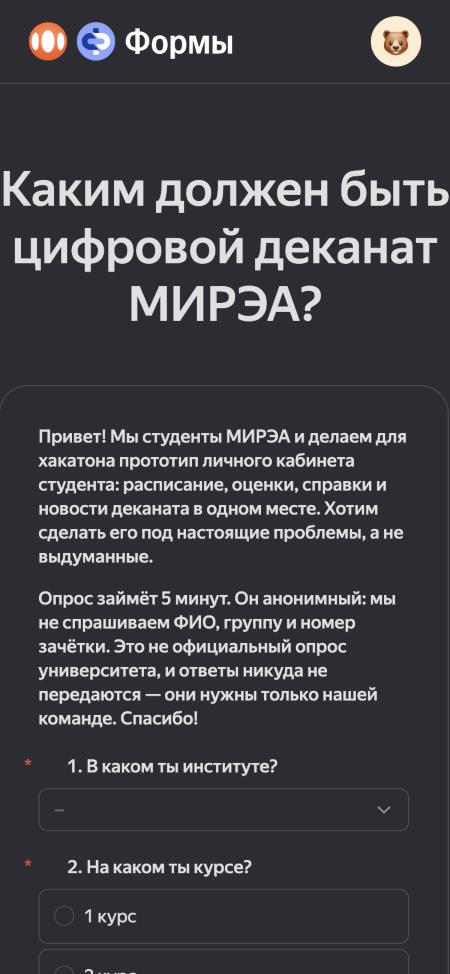 Формы
Каким должен быть
цифровой деканат
МИРЭА?
Привет! Мы студенты МИРЭА и делаем для
хакатона прототип личного кабинета
студента: расписание, оценки, справки и
новости деканата в одном месте. Хотим
сделать его под настоящие проблемы, а не
выдуманные.
Опрос займёт 5 минут. Он анонимный: мы
не спрашиваем ФИО, группу и номер
зачётки. Это не официальный опрос
университета, и ответы никуда не
передаются — они нужны только нашей
команде. Спасибо!
* 1. В каком ты институте?
–
* 2. На каком ты курсе?
1 курс
2 курс